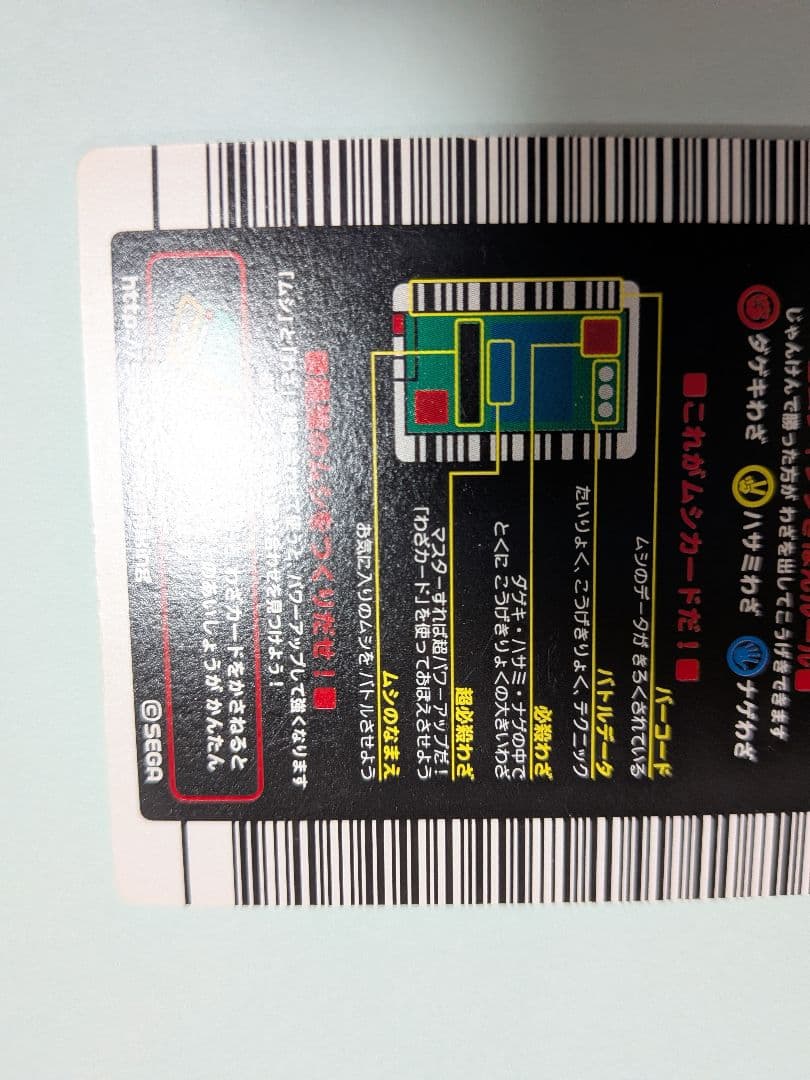 じゃんけんで勝った方が わざを出してこうげきできます
ダゲキわざ ハサミわざ ナゲわざ
■これがムシカードだ！■
バーコード
ムシのデータが きろくされている
バトルデータ
たいりょく、こうげきりょく、テクニック
必殺わざ
ダゲキ・ハサミ・ナゲの中で
とくに こうげきりょくの大きいわざ
超必殺わざ
マスターすれば超パワーアップだ！
「わざカード」を使っておぼえさせよう
ムシのなまえ
お気に入りのムシを バトルさせよう
ムシをつくりだせ！■
パワーアップして強くなります
わせを見つけよう！
わざカードをかさねると
あいしょうが かんたん
http://
©SEGA